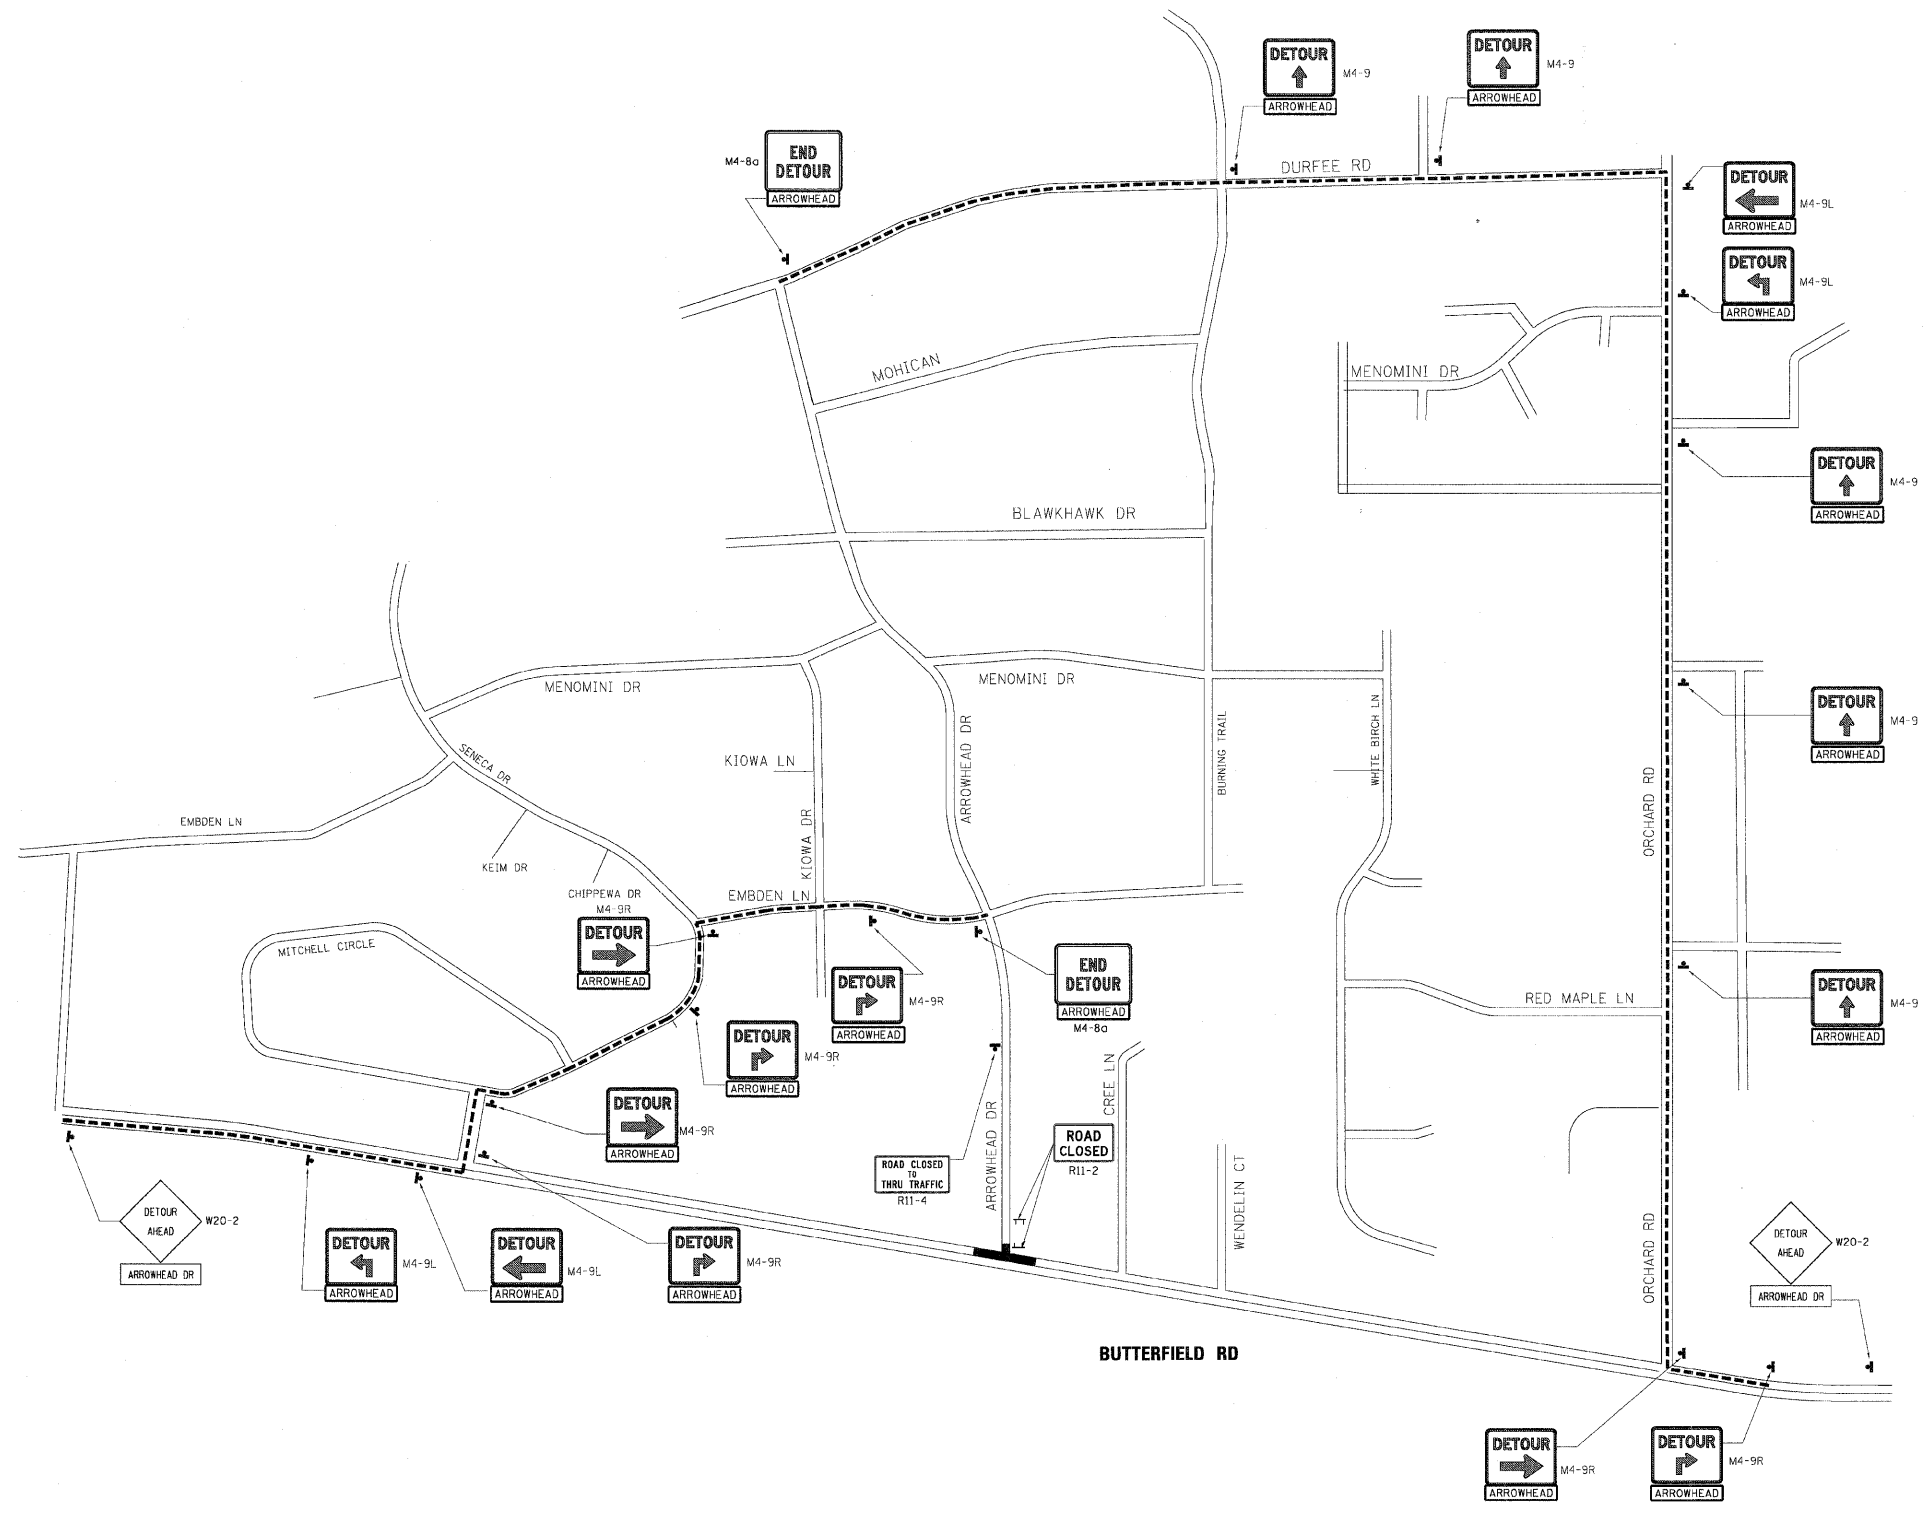 DETOUR
ARROWHEAD
M4-9
DETOUR
ARROWHEAD
M4-9
M4-8a
END
DETOUR
ARROWHEAD
DURFEE RD
DETOUR
ARROWHEAD
M4-9L
DETOUR
ARROWHEAD
M4-9L
MOHICAN
MENOMINI DR
DETOUR
ARROWHEAD
M4-9
BLAWKHAWK DR
MENOMINI DR
MENOMINI DR
DETOUR
ARROWHEAD
M4-9
SENECA DR
KIOWA LN
ARROWHEAD DR
BURNING TRAIL
WHITE BIRCH LN
ORCHARD RD
EMBDEN LN
KIOWA DR
KEIM DR
CHIPPEWA DR
M4-9R
DETOUR
ARROWHEAD
EMBDEN LN
MITCHELL CIRCLE
DETOUR
ARROWHEAD
M4-9R
END
DETOUR
ARROWHEAD
M4-8a
RED MAPLE LN
DETOUR
ARROWHEAD
M4-9
DETOUR
ARROWHEAD
M4-9R
DETOUR
ARROWHEAD
M4-9R
CREE LN
ARROWHEAD DR
ROAD CLOSED
TO
THRU TRAFFIC
R11-4
ROAD
CLOSED
R11-2
WENDELIN CT
ORCHARD RD
DETOUR
AHEAD
W20-2
ARROWHEAD DR
DETOUR
ARROWHEAD
M4-9L
DETOUR
ARROWHEAD
M4-9L
DETOUR
ARROWHEAD
M4-9R
DETOUR
AHEAD
W20-2
ARROWHEAD DR
BUTTERFIELD RD
DETOUR
ARROWHEAD
M4-9R
DETOUR
ARROWHEAD
M4-9R